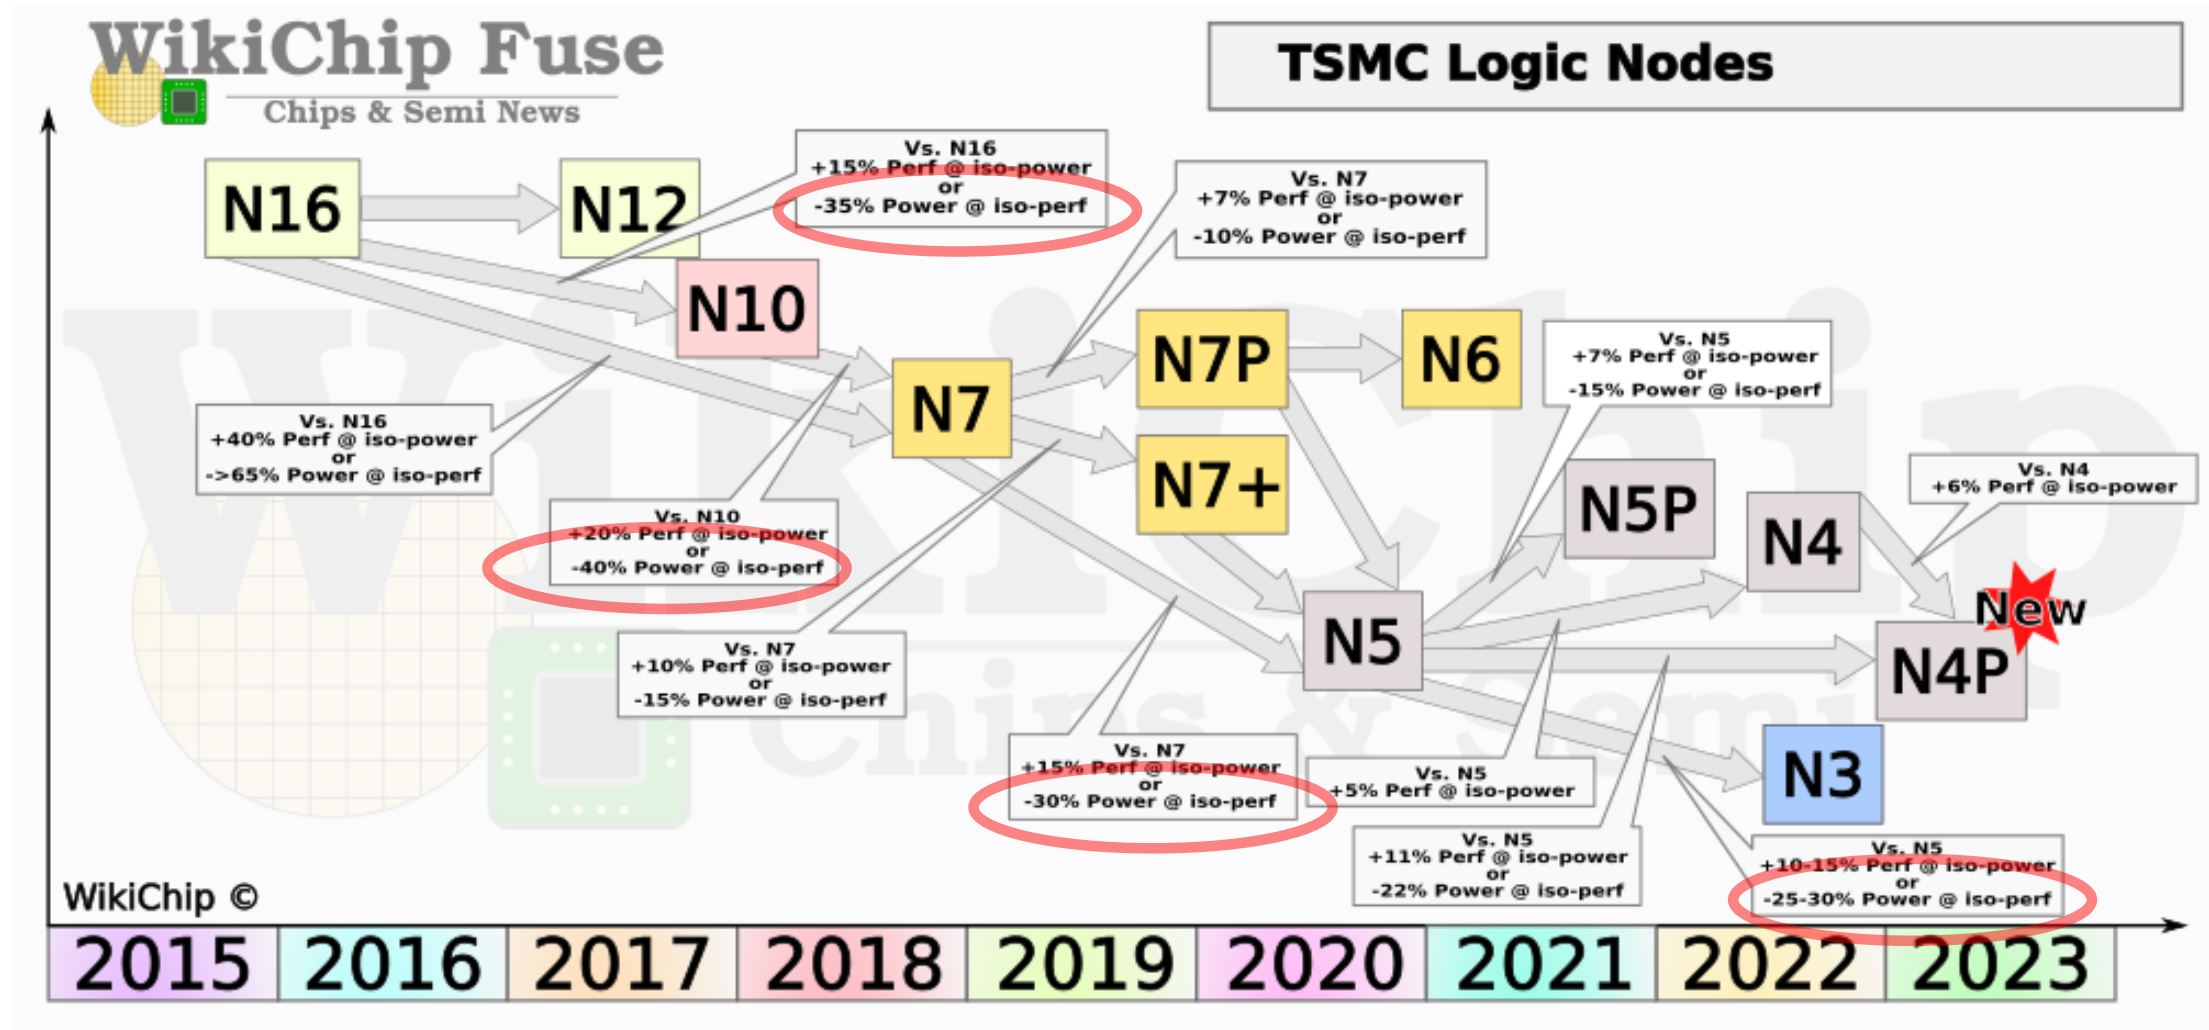 WikiChip Fuse
Chips & Semi News
TSMC Logic Nodes
N16
N12
Vs. N16
+15% Perf @ iso-power
or
-35% Power @ iso-perf
Vs. N7
+7% Perf @ iso-power
or
-10% Power @ iso-perf
N10
N7
N7P
N6
Vs. N5
+7% Perf @ iso-power
or
-15% Power @ iso-perf
Vs. N16
+40% Perf @ iso-power
or
->65% Power @ iso-perf
N7+
N5P
N4
Vs. N4
+6% Perf @ iso-power
Vs. N10
+20% Perf @ iso-power
or
-40% Power @ iso-perf
New
N5
N4P
Vs. N7
+10% Perf @ iso-power
or
-15% Power @ iso-perf
Vs. N7
+15% Perf @ iso-power
or
-30% Power @ iso-perf
Vs. N5
+5% Perf @ iso-power
N3
Vs. N5
+11% Perf @ iso-power
or
-22% Power @ iso-perf
Vs. N5
+10-15% Perf @ iso-power
or
-25-30% Power @ iso-perf
WikiChip
Chips & Semi
WikiChip ©
2015 2016 2017 2018 2019 2020 2021 2022 2023